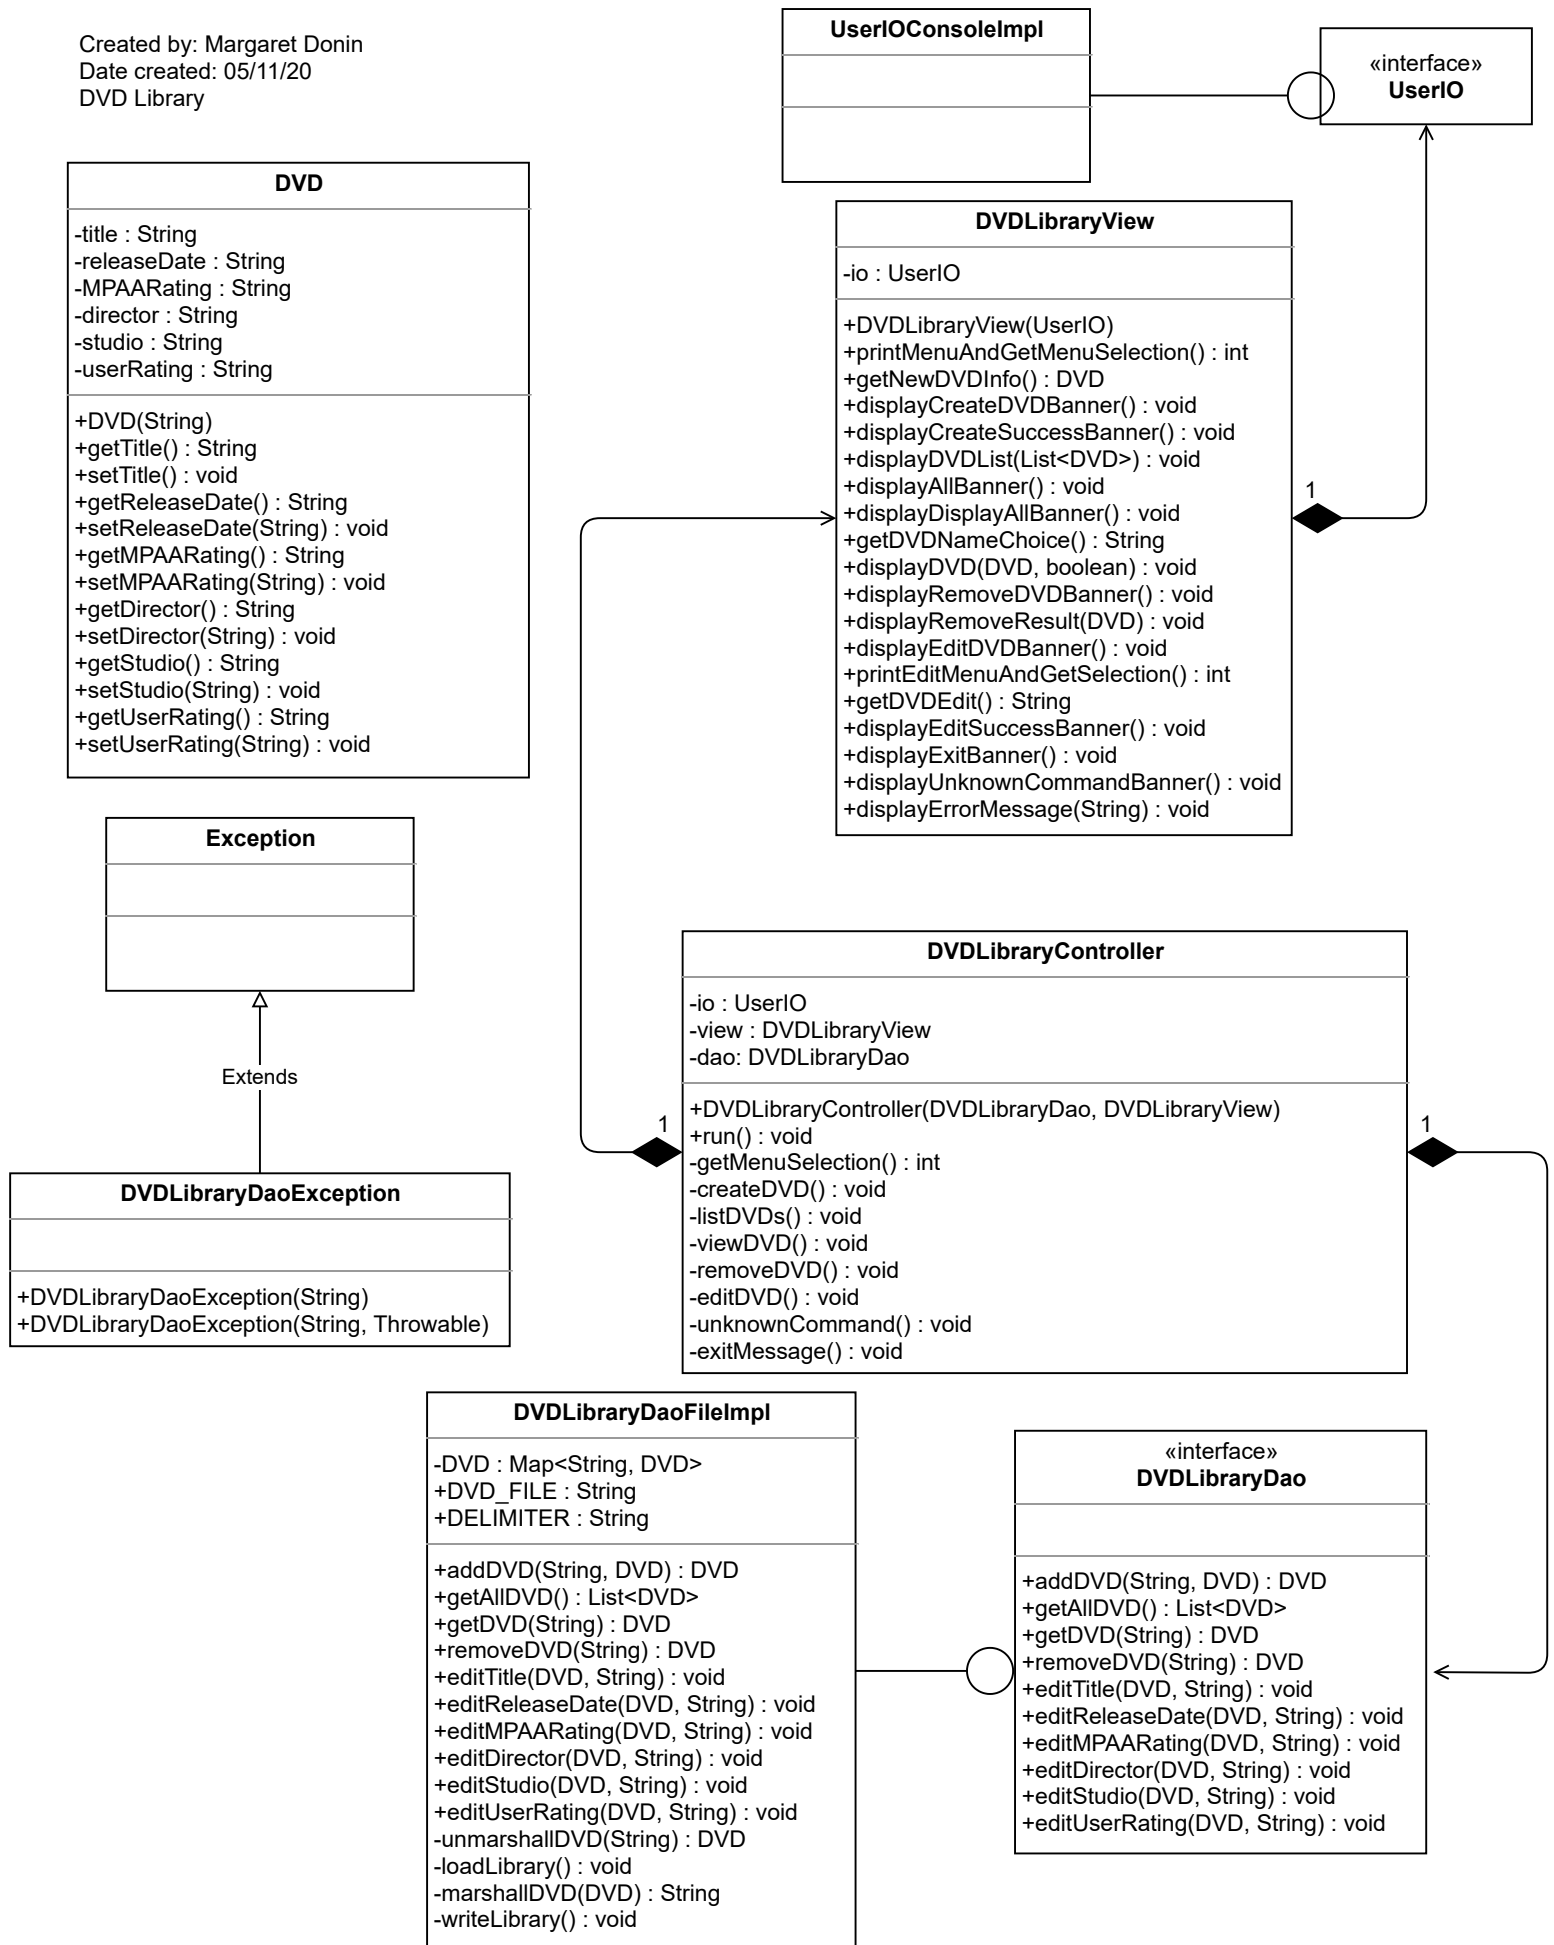 Created by: Margaret Donin
Date created: 05/11/20
DVD Library
UserIOConsoleImpl
«interface»
UserIO
DVD
-title : String
-releaseDate : String
-MPAARating : String
-director : String
-studio : String
-userRating : String
+DVD(String)
+getTitle() : String
+setTitle() : void
+getReleaseDate() : String
+setReleaseDate(String) : void
+getMPAARating() : String
+setMPAARating(String) : void
+getDirector() : String
+setDirector(String) : void
+getStudio() : String
+setStudio(String) : void
+getUserRating() : String
+setUserRating(String) : void
DVDLibraryView
-io : UserIO
+DVDLibraryView(UserIO)
+printMenuAndGetMenuSelection() : int
+getNewDVDInfo() : DVD
+displayCreateDVDBanner() : void
+displayCreateSuccessBanner() : void
+displayDVDList(List<DVD>) : void
+displayAllBanner() : void
+displayDisplayAllBanner() : void
+getDVDNameChoice() : String
+displayDVD(DVD, boolean) : void
+displayRemoveDVDBanner() : void
+displayRemoveResult(DVD) : void
+displayEditDVDBanner() : void
+printEditMenuAndGetSelection() : int
+getDVDEdit() : String
+displayEditSuccessBanner() : void
+displayExitBanner() : void
+displayUnknownCommandBanner() : void
+displayErrorMessage(String) : void
1
Exception
Extends
DVDLibraryDaoException
+DVDLibraryDaoException(String)
+DVDLibraryDaoException(String, Throwable)
DVDLibraryController
-io : UserIO
-view : DVDLibraryView
-dao: DVDLibraryDao
+DVDLibraryController(DVDLibraryDao, DVDLibraryView)
+run() : void
-getMenuSelection() : int
-createDVD() : void
-listDVDs() : void
-viewDVD() : void
-removeDVD() : void
-editDVD() : void
-unknownCommand() : void
-exitMessage() : void
1
1
DVDLibraryDaoFileImpl
-DVD : Map<String, DVD>
+DVD_FILE : String
+DELIMITER : String
+addDVD(String, DVD) : DVD
+getAllDVD() : List<DVD>
+getDVD(String) : DVD
+removeDVD(String) : DVD
+editTitle(DVD, String) : void
+editReleaseDate(DVD, String) : void
+editMPAARating(DVD, String) : void
+editDirector(DVD, String) : void
+editStudio(DVD, String) : void
+editUserRating(DVD, String) : void
-unmarshallDVD(String) : DVD
-loadLibrary() : void
-marshallDVD(DVD) : String
-writeLibrary() : void
«interface»
DVDLibraryDao
+addDVD(String, DVD) : DVD
+getAllDVD() : List<DVD>
+getDVD(String) : DVD
+removeDVD(String) : DVD
+editTitle(DVD, String) : void
+editReleaseDate(DVD, String) : void
+editMPAARating(DVD, String) : void
+editDirector(DVD, String) : void
+editStudio(DVD, String) : void
+editUserRating(DVD, String) : void